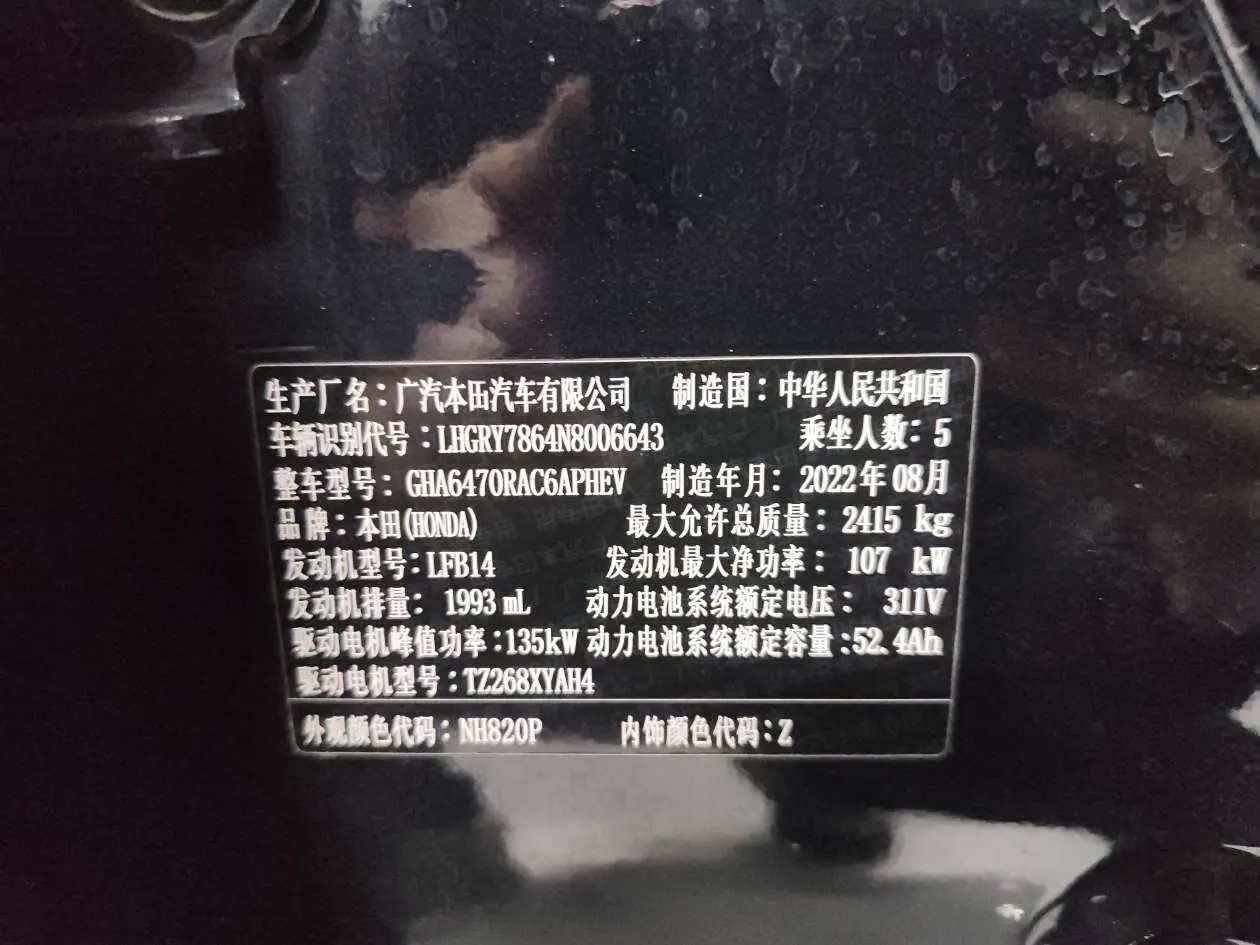 生产厂名：广汽本田汽车有限公司 制造国：中华人民共和国
车辆识别代号：LHGRY7864N8006643 乘坐人数：5
整车型号：GHA6470RAC6APHEV 制造年月：2022年08月
品牌：本田(HONDA) 最大允许总质量：2415 kg
发动机型号：LFB14 发动机最大净功率：107 kW
发动机排量：1993 mL 动力电池系统额定电压：311V
驱动电机峰值功率：135kW 动力电池系统额定容量：52.4Ah
驱动电机型号：TZ268XYAH4
外观颜色代码：NH820P 内饰颜色代码：Z